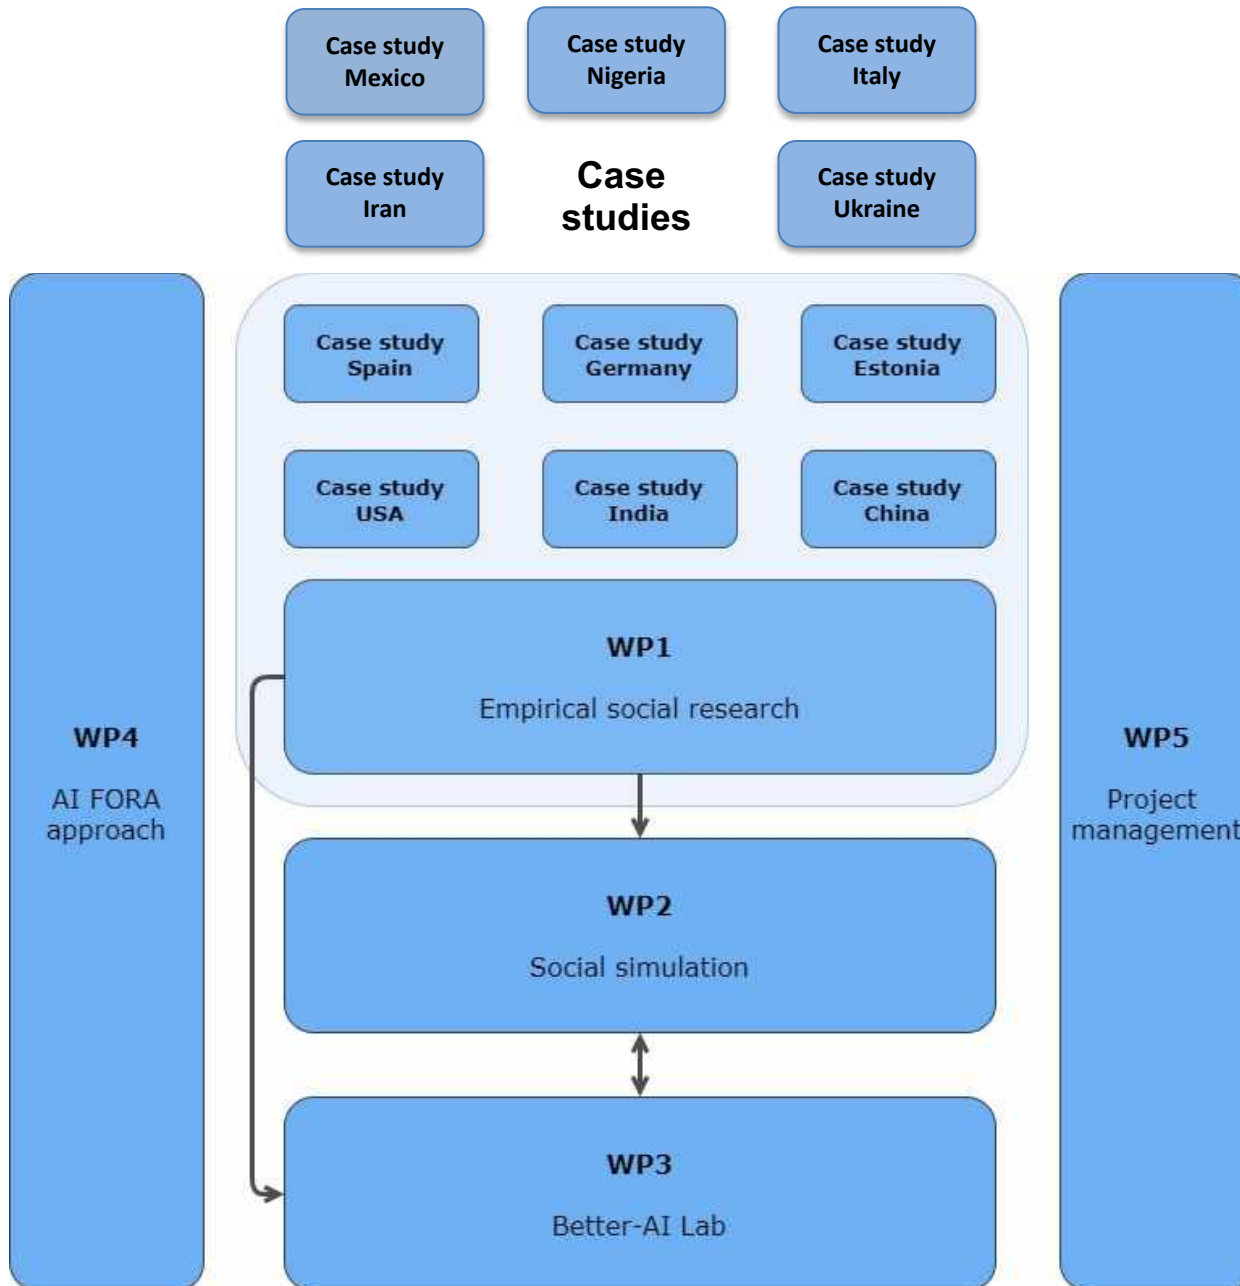 Case study
Mexico
Case study
Nigeria
Case study
Italy
Case study
Iran
Case
studies
Case study
Ukraine
Case study
Spain
Case study
Germany
Case study
Estonia
Case study
USA
Case study
India
Case study
China
WP1
Empirical social research
WP4
AI FORA
approach
WP5
Project
management
WP2
Social simulation
WP3
Better-AI Lab